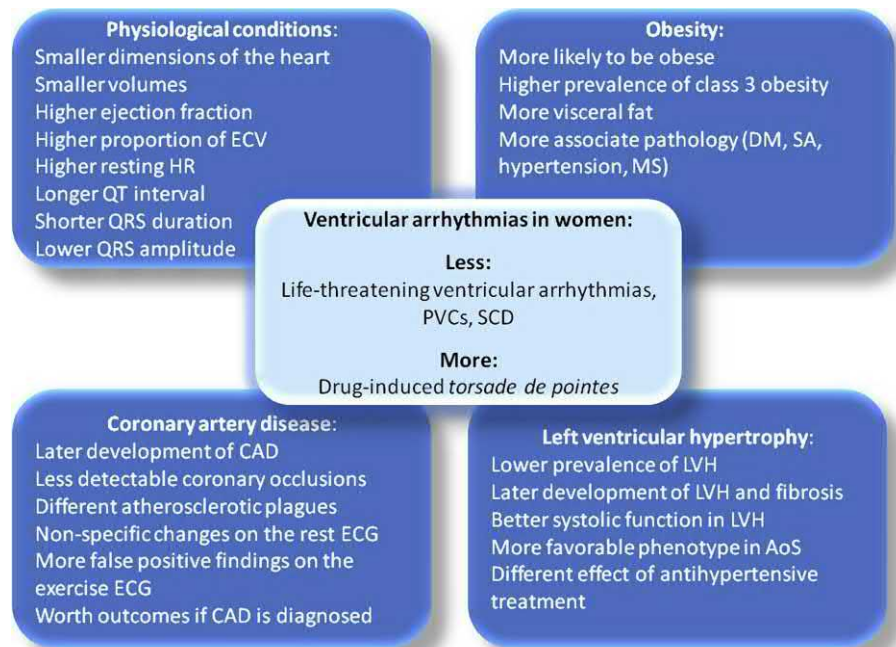 Physiological conditions:
Smaller dimensions of the heart
Smaller volumes
Higher ejection fraction
Higher proportion of ECV
Higher resting HR
Longer QT interval
Shorter QRS duration
Lower QRS amplitude
Obesity:
More likely to be obese
Higher prevalence of class 3 obesity
More visceral fat
More associate pathology (DM, SA,
hypertension, MS)
Ventricular arrhythmias in women:
Less:
Life-threatening ventricular arrhythmias,
PVCs, SCD
More:
Drug-induced torsade de pointes
Coronary artery disease:
Later development of CAD
Less detectable coronary occlusions
Different atherosclerotic plagues
Non-specific changes on the rest ECG
More false positive findings on the
exercise ECG
Worth outcomes if CAD is diagnosed
Left ventricular hypertrophy:
Lower prevalence of LVH
Later development of LVH and fibrosis
Better systolic function in LVH
More favorable phenotype in AoS
Different effect of antihypertensive
treatment